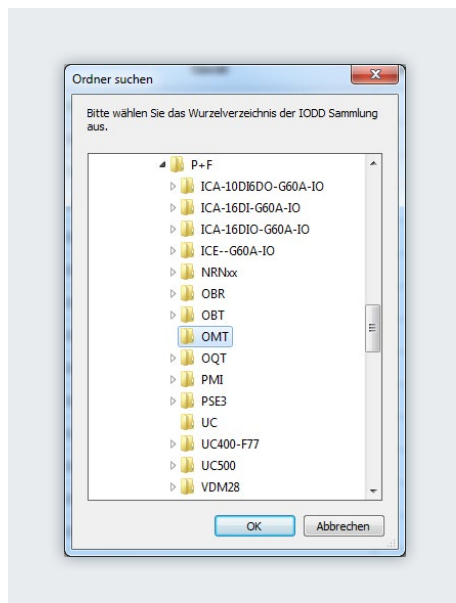 Ordner suchen
Bitte wählen Sie das Wurzelverzeichnis der IODD Sammlung
aus.
P+F
ICA-10DI6DO-G60A-IO
ICA-16DI-G60A-IO
ICA-16DIO-G60A-IO
ICE--G60A-IO
NRNxx
OBR
OBT
OMT
OQT
PMI
PSE3
UC
UC400-F77
UC500
VDM28
OK
Abbrechen